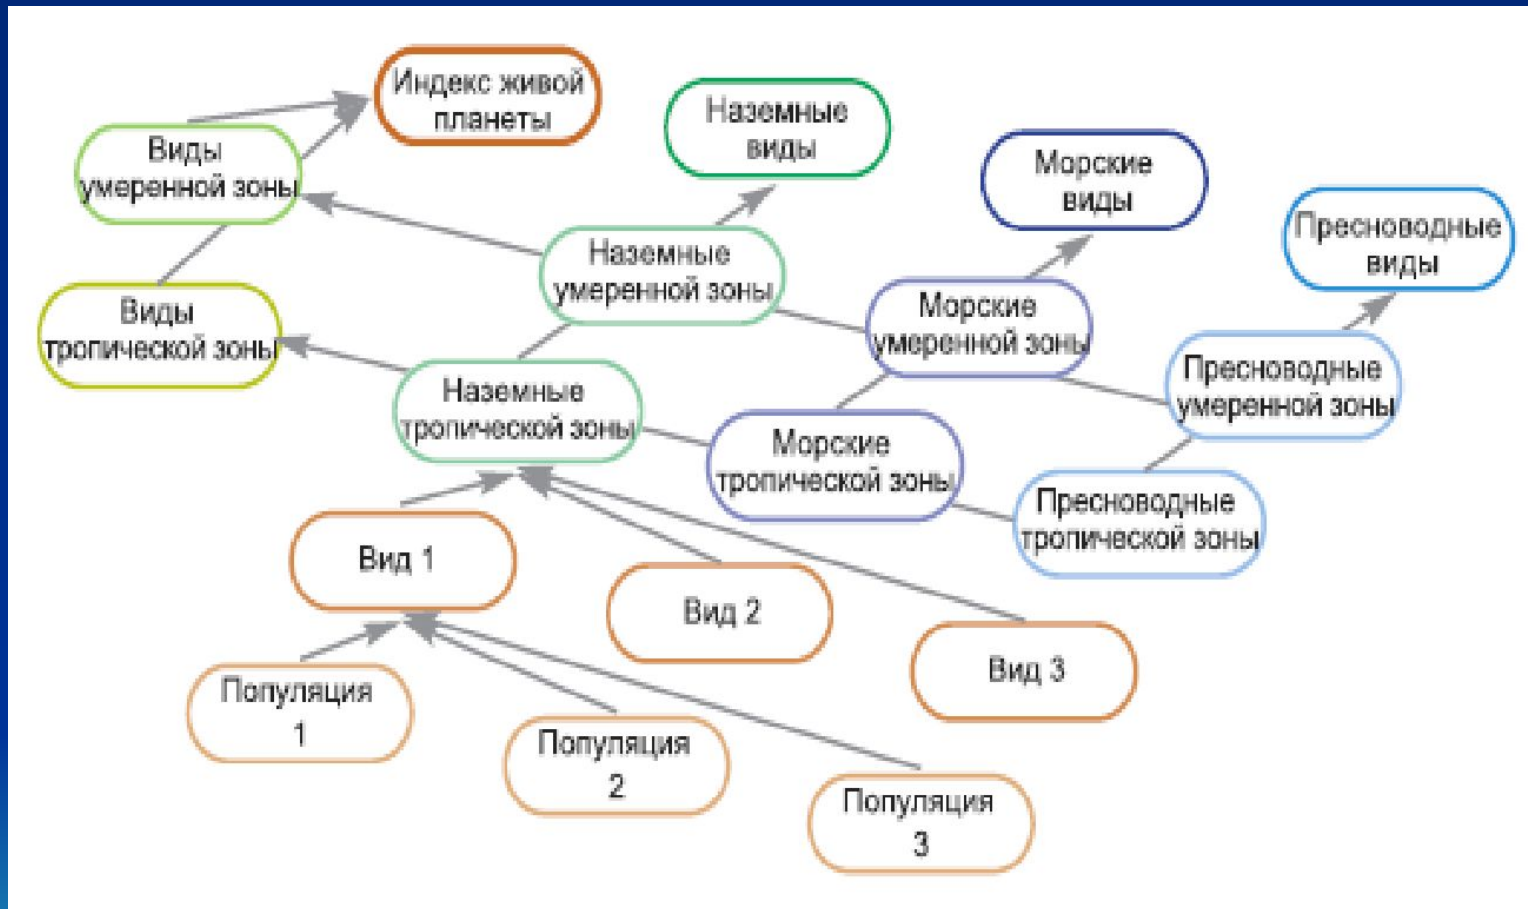 Индекс живой
планеты
Наземные
виды
Виды
умеренной зоны
Морские
виды
Пресноводные
виды
Наземные
умеренной зоны
Виды
тропической зоны
Морские
умеренной зоны
Пресноводные
умеренной зоны
Наземные
тропической зоны
Морские
тропической зоны
Пресноводные
тропической зоны
Вид 1
Вид 2
Вид 3
Популяция
1
Популяция
2
Популяция
3